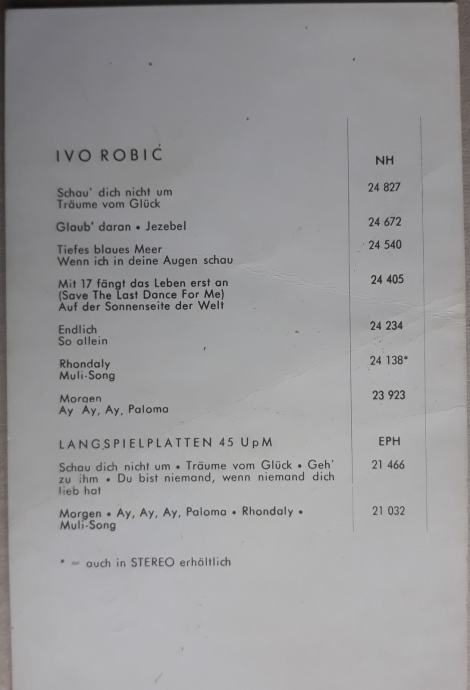 IVO ROBIĆ NH
Schau' dich nicht um 24 827
Träume vom Glück
Glaub' daran • Jezebel 24 672
Tiefes blaues Meer 24 540
Wenn ich in deine Augen schau
Mit 17 fängt das Leben erst an 24 405
(Save The Last Dance For Me)
Auf der Sonnenseite der Welt
Endlich 24 234
So allein
Rhondaly 24 138*
Muli-Song
Morgen 23 923
Ay Ay, Ay, Paloma
LANGSPIELPLATTEN 45 UpM EPH
Schau dich nicht um • Träume vom Glück • Geh' 21 466
zu ihm • Du bist niemand, wenn niemand dich
lieb hat
Morgen • Ay, Ay, Ay, Paloma • Rhondaly • 21 032
Muli-Song
* = auch in STEREO erhältlich